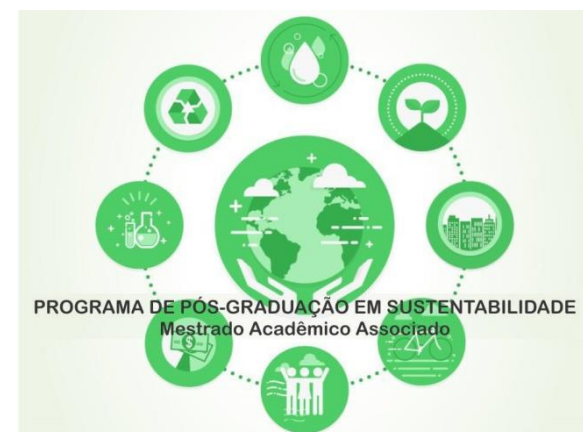 PROGRAMA DE PÓS-GRADUAÇÃO EM SUSTENTABILIDADE
Mestrado Acadêmico Associado
$